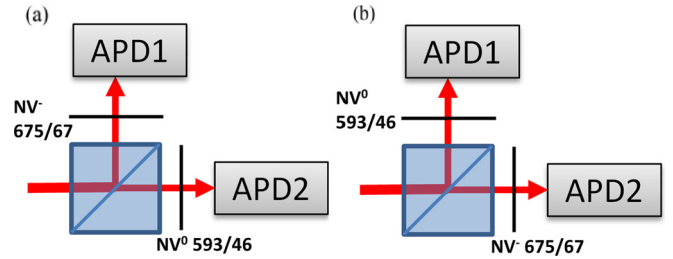 (a)
APD1
NV⁻
675/67
APD2
NV⁰ 593/46
(b)
APD1
NV⁰
593/46
APD2
NV⁻ 675/67